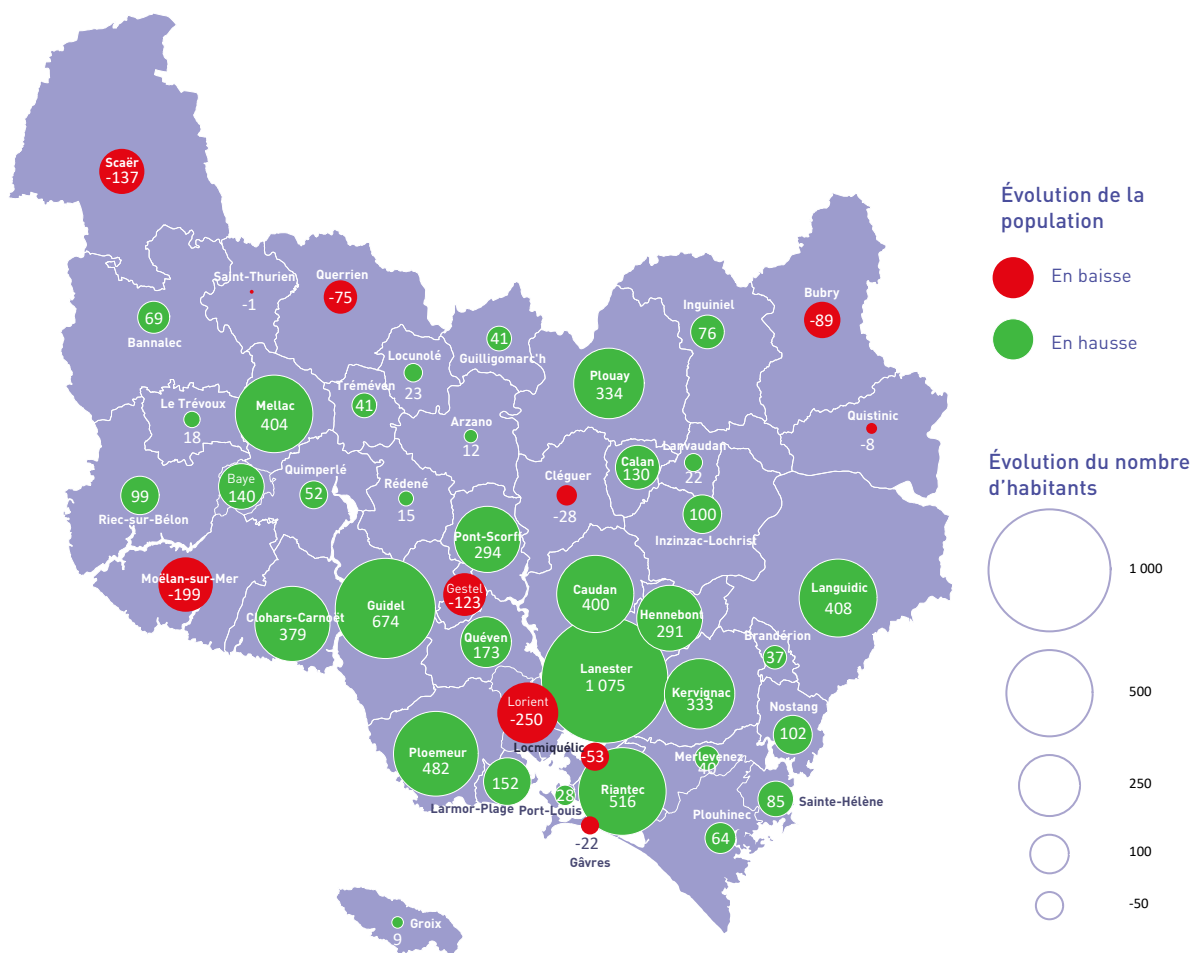 Scaër
-137
Saint-Thurien
-1
Querrien
-75
69
Bannalec
Locunolé
23
41
Guilligomarc'h
Inguiniel
76
Bubry
-89
Plouay
334
Tréméven
41
Le Trévoux
18
Mellac
404
Arzano
12
Quistinic
-8
Calan
130
Lanvaudan
22
Cléguer
-28
Baye
140
Quimperlé
52
Rédené
15
99
Riec-sur-Bélon
100
Inzinzac-Lochrist
Pont-Scorff
294
Moëlan-sur-Mer
-199
Clohars-Carnoët
379
Guidel
674
Gestel
-123
Caudan
400
Hennebont
291
Languidic
408
Quéven
173
Brandérion
37
Lanester
1 075
Kervignac
333
Lorient
-250
Nostang
102
Locmiquélic
-53
Ploemeur
482
Merlevenez
40
152
Larmor-Plage
28
Port-Louis
Riantec
516
85
Sainte-Hélène
Plouhinec
64
-22
Gâvres
Groix
9
Évolution de la
population
En baisse
En hausse
Évolution du nombre
d'habitants
1 000
500
250
100
-50